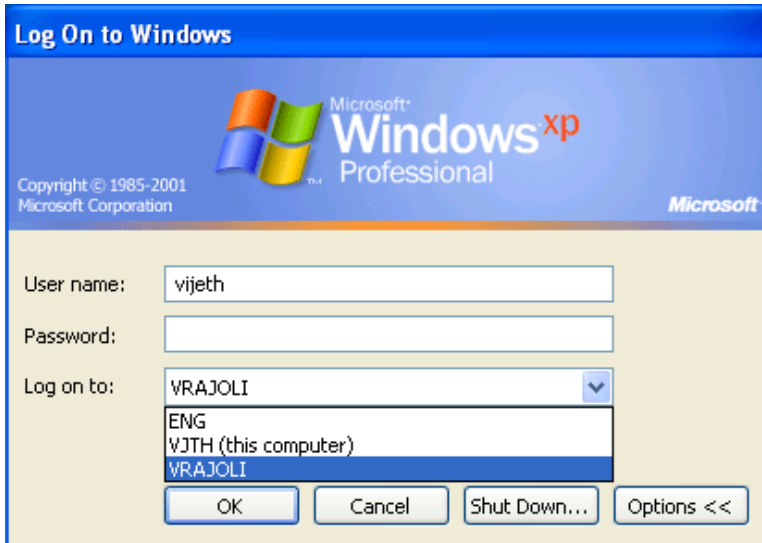 Log On to Windows
Microsoft®
Windows xp
Professional
Copyright © 1985-2001
Microsoft Corporation
Microsoft
User name: vijeth
Password:
Log on to: VRAJOLI
ENG
VJTH (this computer)
VRAJOLI
OK Cancel Shut Down... Options <<